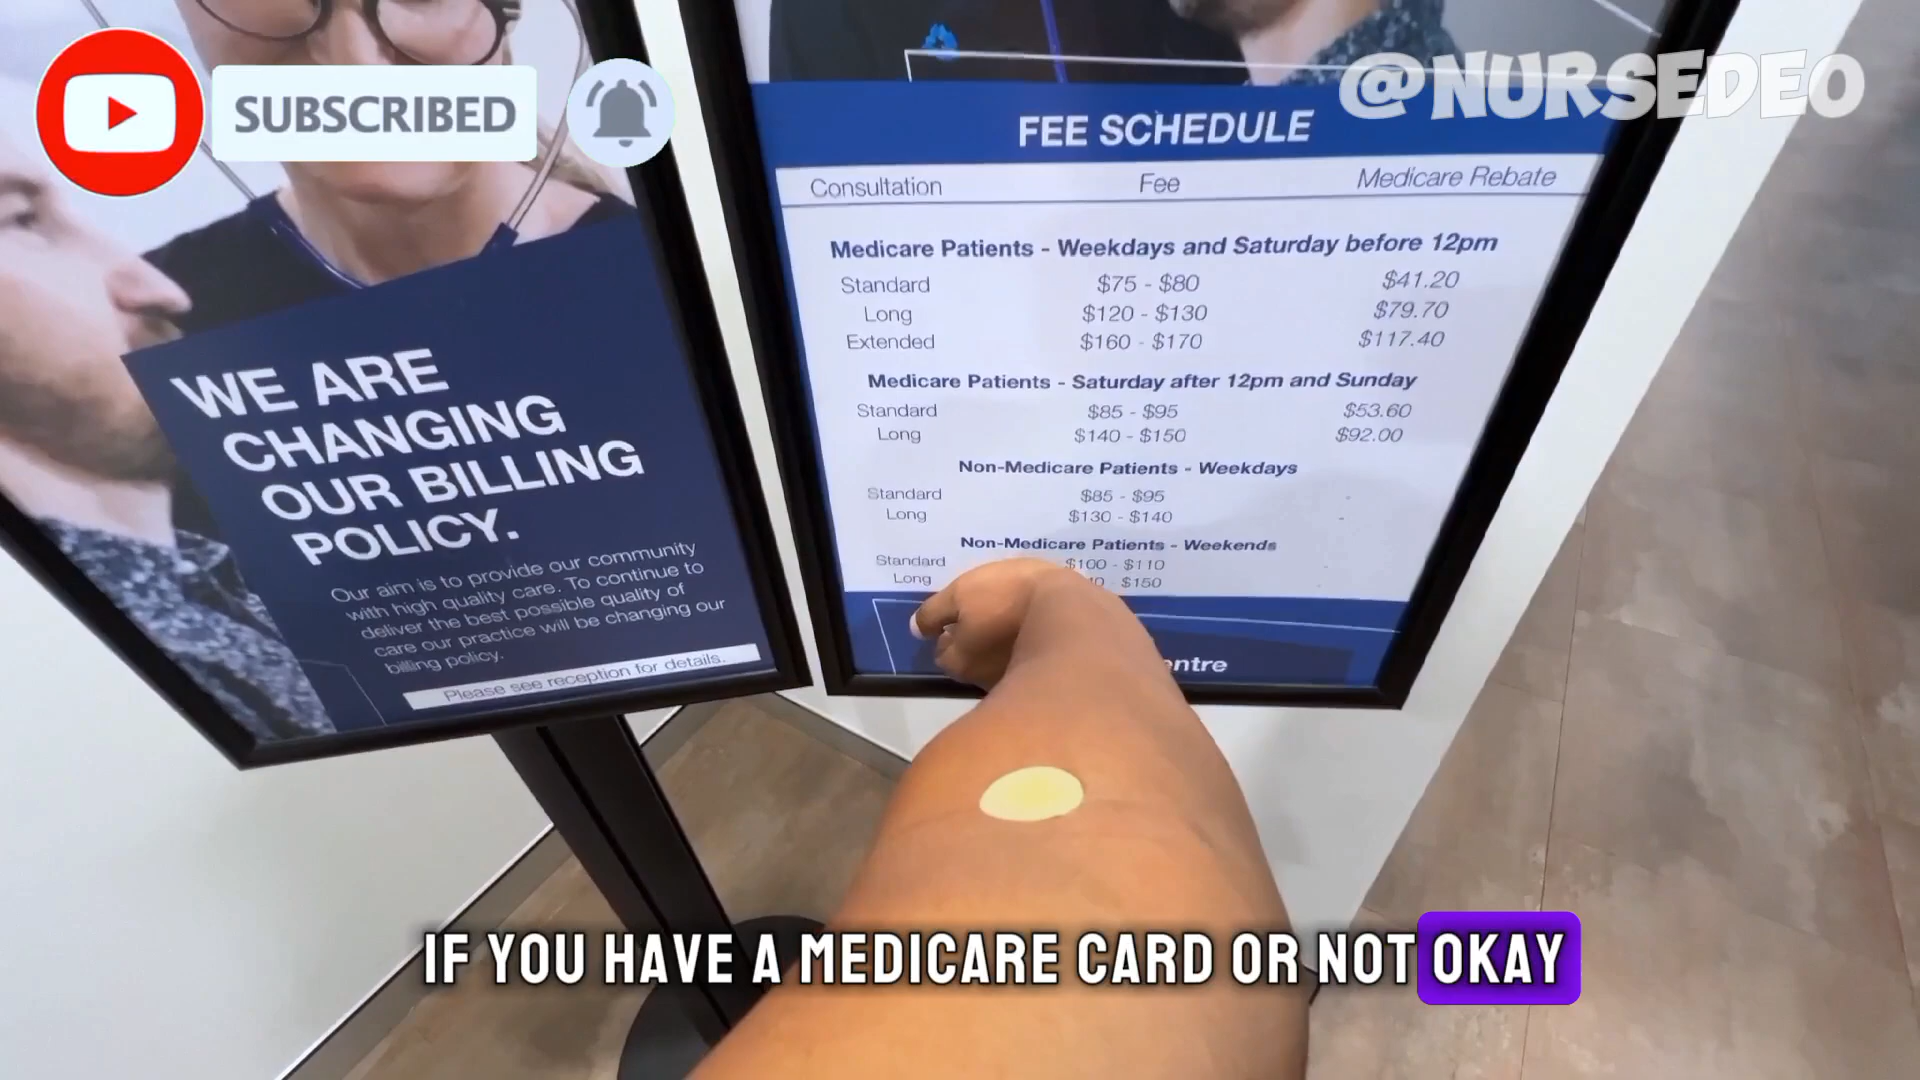 SUBSCRIBED
@NURSEDEO
WE ARE
CHANGING
OUR BILLING
POLICY.
Our aim is to provide our community
with high quality care. To continue to
deliver the best possible quality of
care our practice will be changing our
billing policy.
Please see reception for details.
FEE SCHEDULE
Consultation Fee Medicare Rebate
Medicare Patients - Weekdays and Saturday before 12pm
Standard $75 - $80 $41.20
Long $120 - $130 $79.70
Extended $160 - $170 $117.40
Medicare Patients - Saturday after 12pm and Sunday
Standard $85 - $95 $53.60
Long $140 - $150 $92.00
Non-Medicare Patients - Weekdays
Standard $85 - $95 -
Long $130 - $140 -
Non-Medicare Patients - Weekends
Standard $100 - $110
Long - $150
IF YOU HAVE A MEDICARE CARD OR NOT OKAY